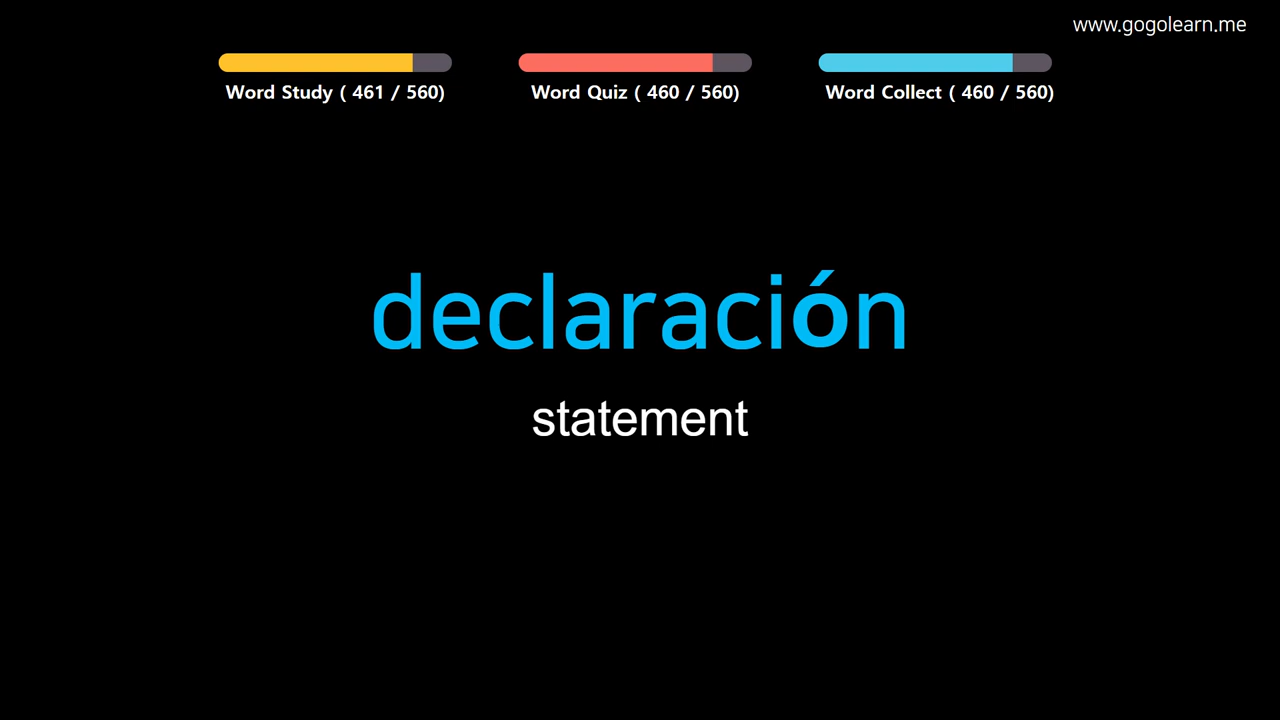 www.gogolearn.me
Word Study ( 461 / 560)
Word Quiz ( 460 / 560)
Word Collect ( 460 / 560)
declaración
statement